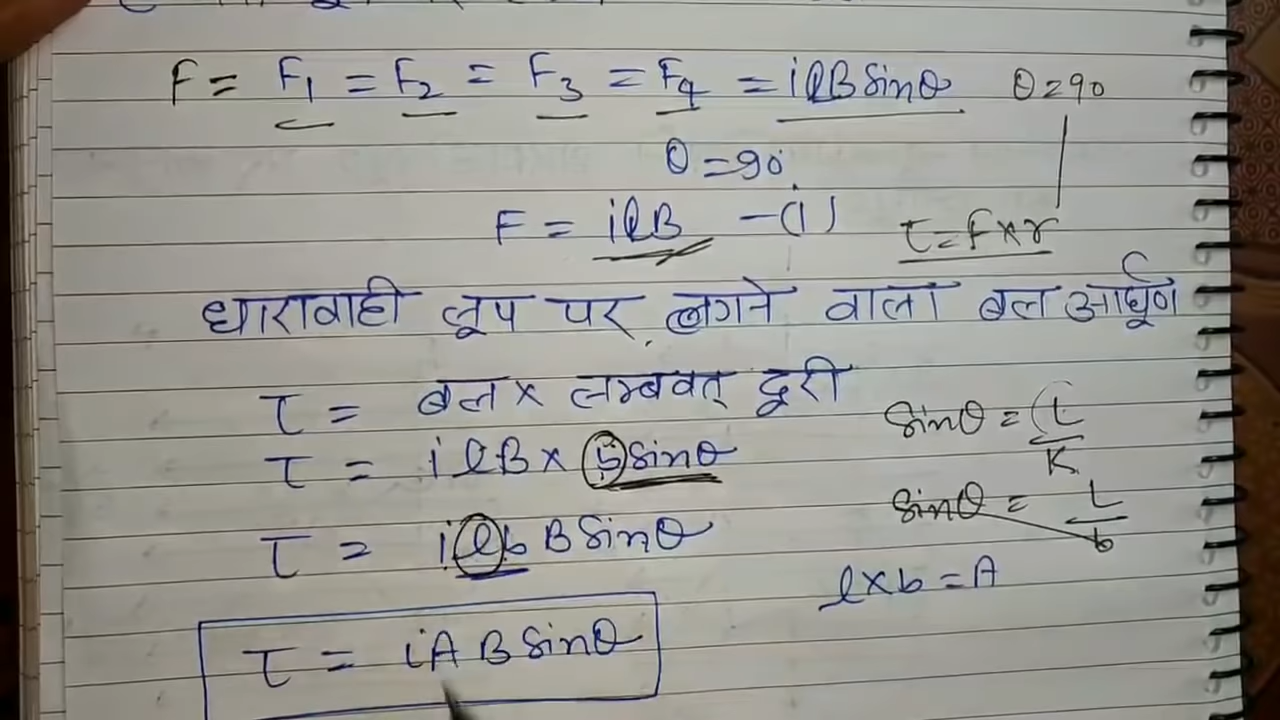 F = F₁ = F₂ = F₃ = F₄ = ilB Sinθ θ=90
θ=90°
F = ilB -(1) τ=F×r
धारावाही लूप पर लगने वाला बल आर्घूण
τ = बल × लम्बवत् दूरी
Sinθ = L/K
τ = ilB × b sinθ
Sinθ = L/b
τ = ilb B Sinθ
l×b = A
τ = iAB Sinθ